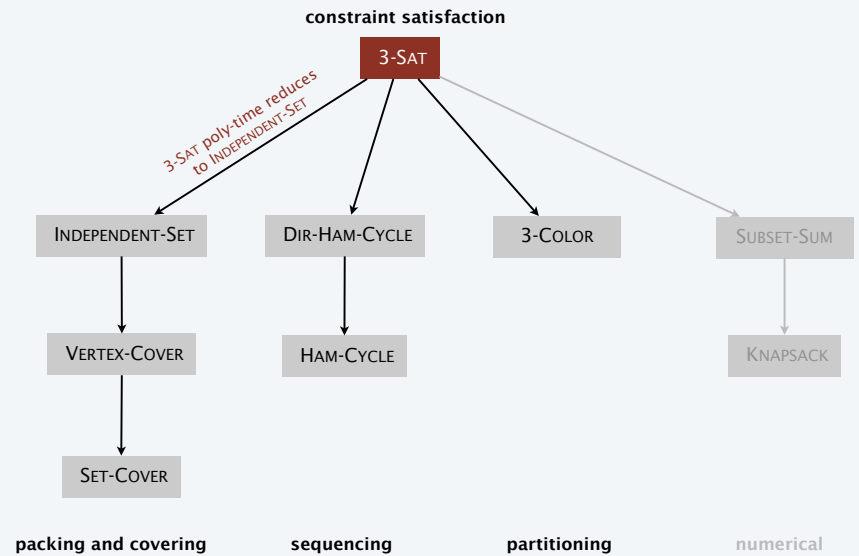 constraint satisfaction
3-SAT
3-SAT poly-time reduces
to INDEPENDENT-SET
INDEPENDENT-SET
DIR-HAM-CYCLE
3-COLOR
SUBSET-SUM
VERTEX-COVER
HAM-CYCLE
KNAPSACK
SET-COVER
packing and covering
sequencing
partitioning
numerical